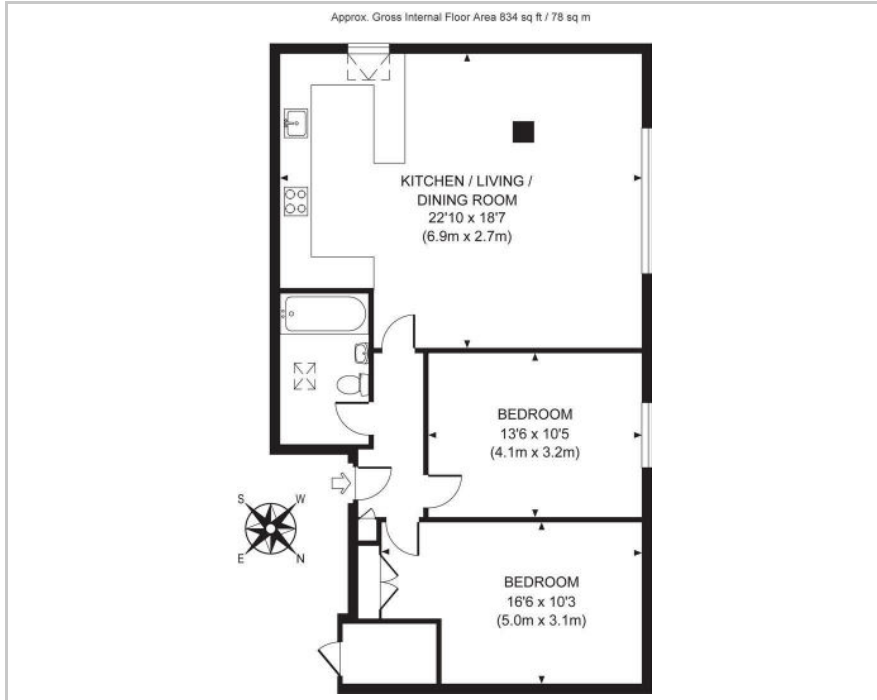 Approx. Gross Internal Floor Area 834 sq ft / 78 sq m
KITCHEN / LIVING /
DINING ROOM
22'10 x 18'7
(6.9m x 2.7m)
BEDROOM
13'6 x 10'5
(4.1m x 3.2m)
S
W
E
N
BEDROOM
16'6 x 10'3
(5.0m x 3.1m)